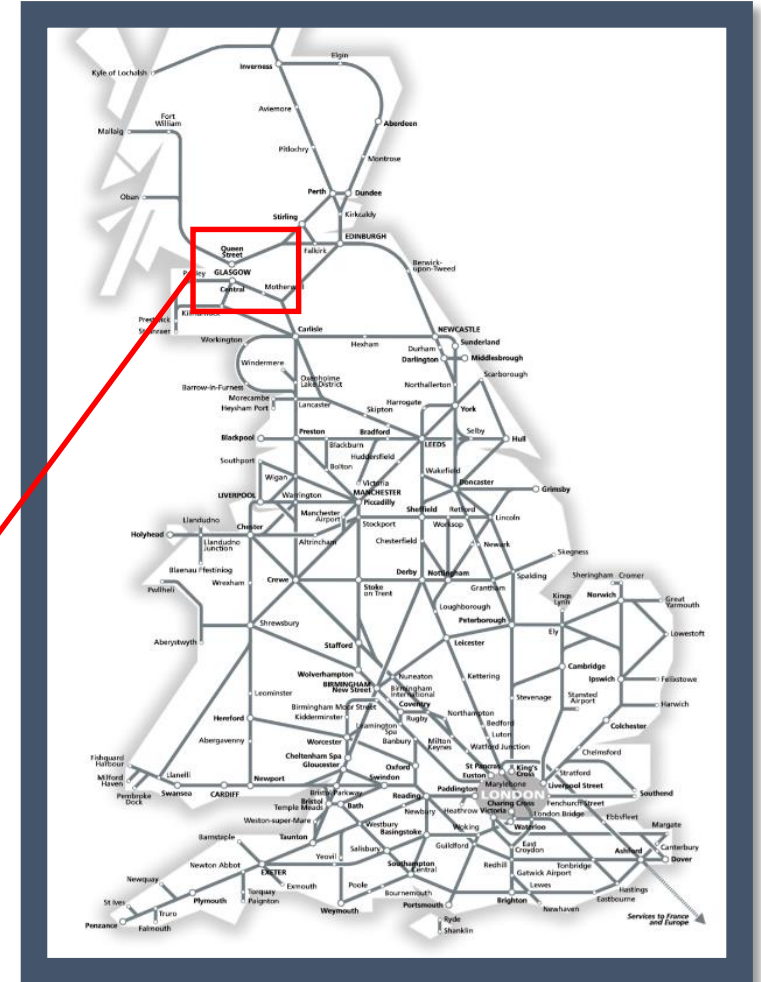 Elgin
Kyle of Lochalsh
Inverness
Aviemore
Fort
William
Mallaig
Aberdeen
Pitlochry
Montrose
Perth
Dundee
Oban
Stirling
Kirkcaldy
EDINBURGH
Queen
Street
Falkirk
Berwick-
upon-Tweed
GLASGOW
Central
Carlisle
NEWCASTLE
Sunderland
Workington
Hexham
Durham
Darlington
Middlesbrough
Windermere
Oxenholme
Lake District
Scarborough
Barrow-in-Furness
Northallerton
Morecambe
Heysham Port
Lancaster
Harrogate
York
Skipton
Blackpool
Preston
Bradford
Selby
Hull
Blackburn
LEEDS
Southport
Huddersfield
Bolton
Wakefield
Wigan
Victoria
Doncaster
Grimsby
LIVERPOOL
Warrington
MANCHESTER
Piccadilly
Sheffield
Retford
Llandudno
Manchester
Airport
Lincoln
Chester
Stockport
Worksop
Holyhead
Llandudno
Junction
Altrincham
Chesterfield
Newark
Skegness
Blaenau Ffestiniog
Derby
Nottingham
Spalding
Sheringham
Cromer
Pwllheli
Wrexham
Crewe
Stoke
on Trent
Grantham
Kings
Lynn
Norwich
Great
Yarmouth
Loughborough
Shrewsbury
Peterborough
Ely
Lowestoft
Aberystwyth
Stafford
Leicester
Wolverhampton
Nuneaton
Kettering
Cambridge
BIRMINGHAM
New Street
Birmingham
International
Ipswich
Felixstowe
Leominster
Coventry
Stevenage
Stansted
Airport
Birmingham Moor Street
Rugby
Northampton
Harwich
Hereford
Kidderminster
Leamington
Spa
Bedford
Colchester
Worcester
Banbury
Milton
Keynes
Luton
Abergavenny
Watford Junction
Chelmsford
Cheltenham Spa
Gloucester
Oxford
St Pancras
King's
Cross
Fishguard
Harbour
Euston
Stratford
Llanelli
Newport
Swindon
Marylebone
Liverpool Street
Milford
Haven
Swansea
CARDIFF
Bristol Parkway
Reading
Paddington
LONDON
Southend
Pembroke
Dock
Bristol
Temple Meads
Bath
Charing Cross
Fenchurch Street
Newbury
Heathrow
Victoria
London Bridge
Ebbsfleet
Weston-super-Mare
Westbury
Woking
Waterloo
Margate
Barnstaple
Taunton
Basingstoke
East
Croydon
Canterbury
Yeovil
Salisbury
Guildford
Ashford
Dover
Newton Abbot
Southampton
Central
Redhill
Tonbridge
EXETER
Gatwick Airport
Newquay
Exmouth
Poole
Lewes
Hastings
Torquay
Paignton
Bournemouth
Eastbourne
St Ives
Plymouth
Weymouth
Portsmouth
Brighton
Newhaven
Truro
Penzance
Falmouth
Ryde
Shanklin
Services to France
and Europe